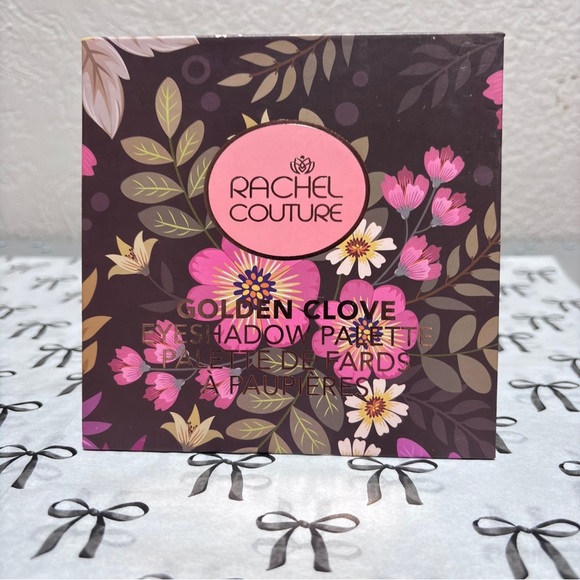 RACHEL
COUTURE
GOLDEN CLOVE
EYESHADOW PALETTE
PALETTE DE FARDS
À PAUPIÈRES